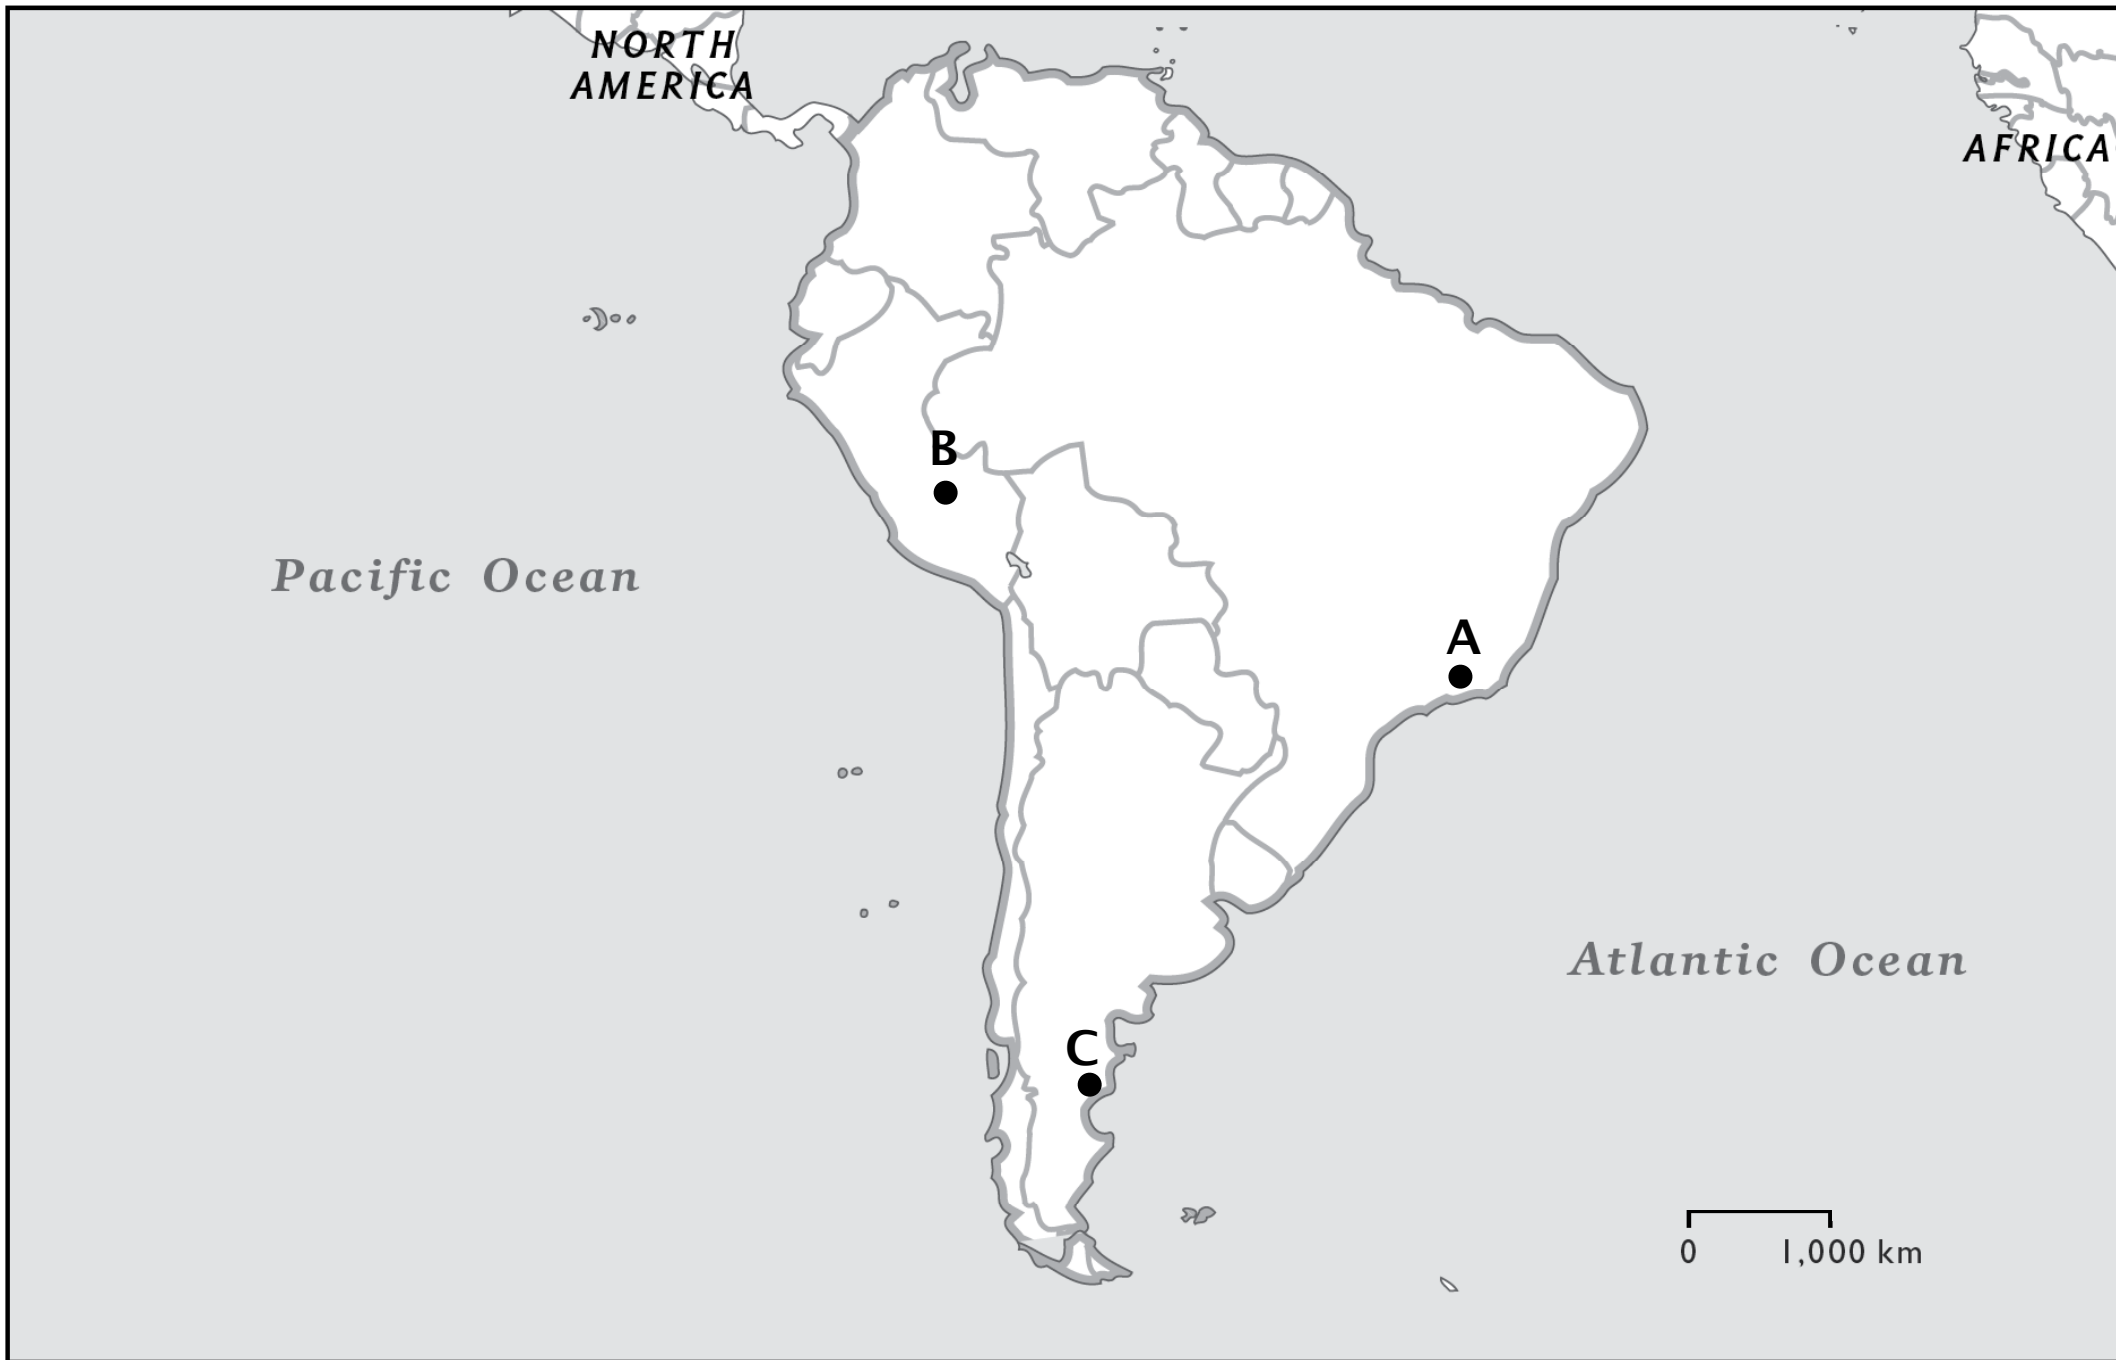 NORTH
AMERICA
AFRICA
B
Pacific Ocean
A
Atlantic Ocean
C
0 1,000 km